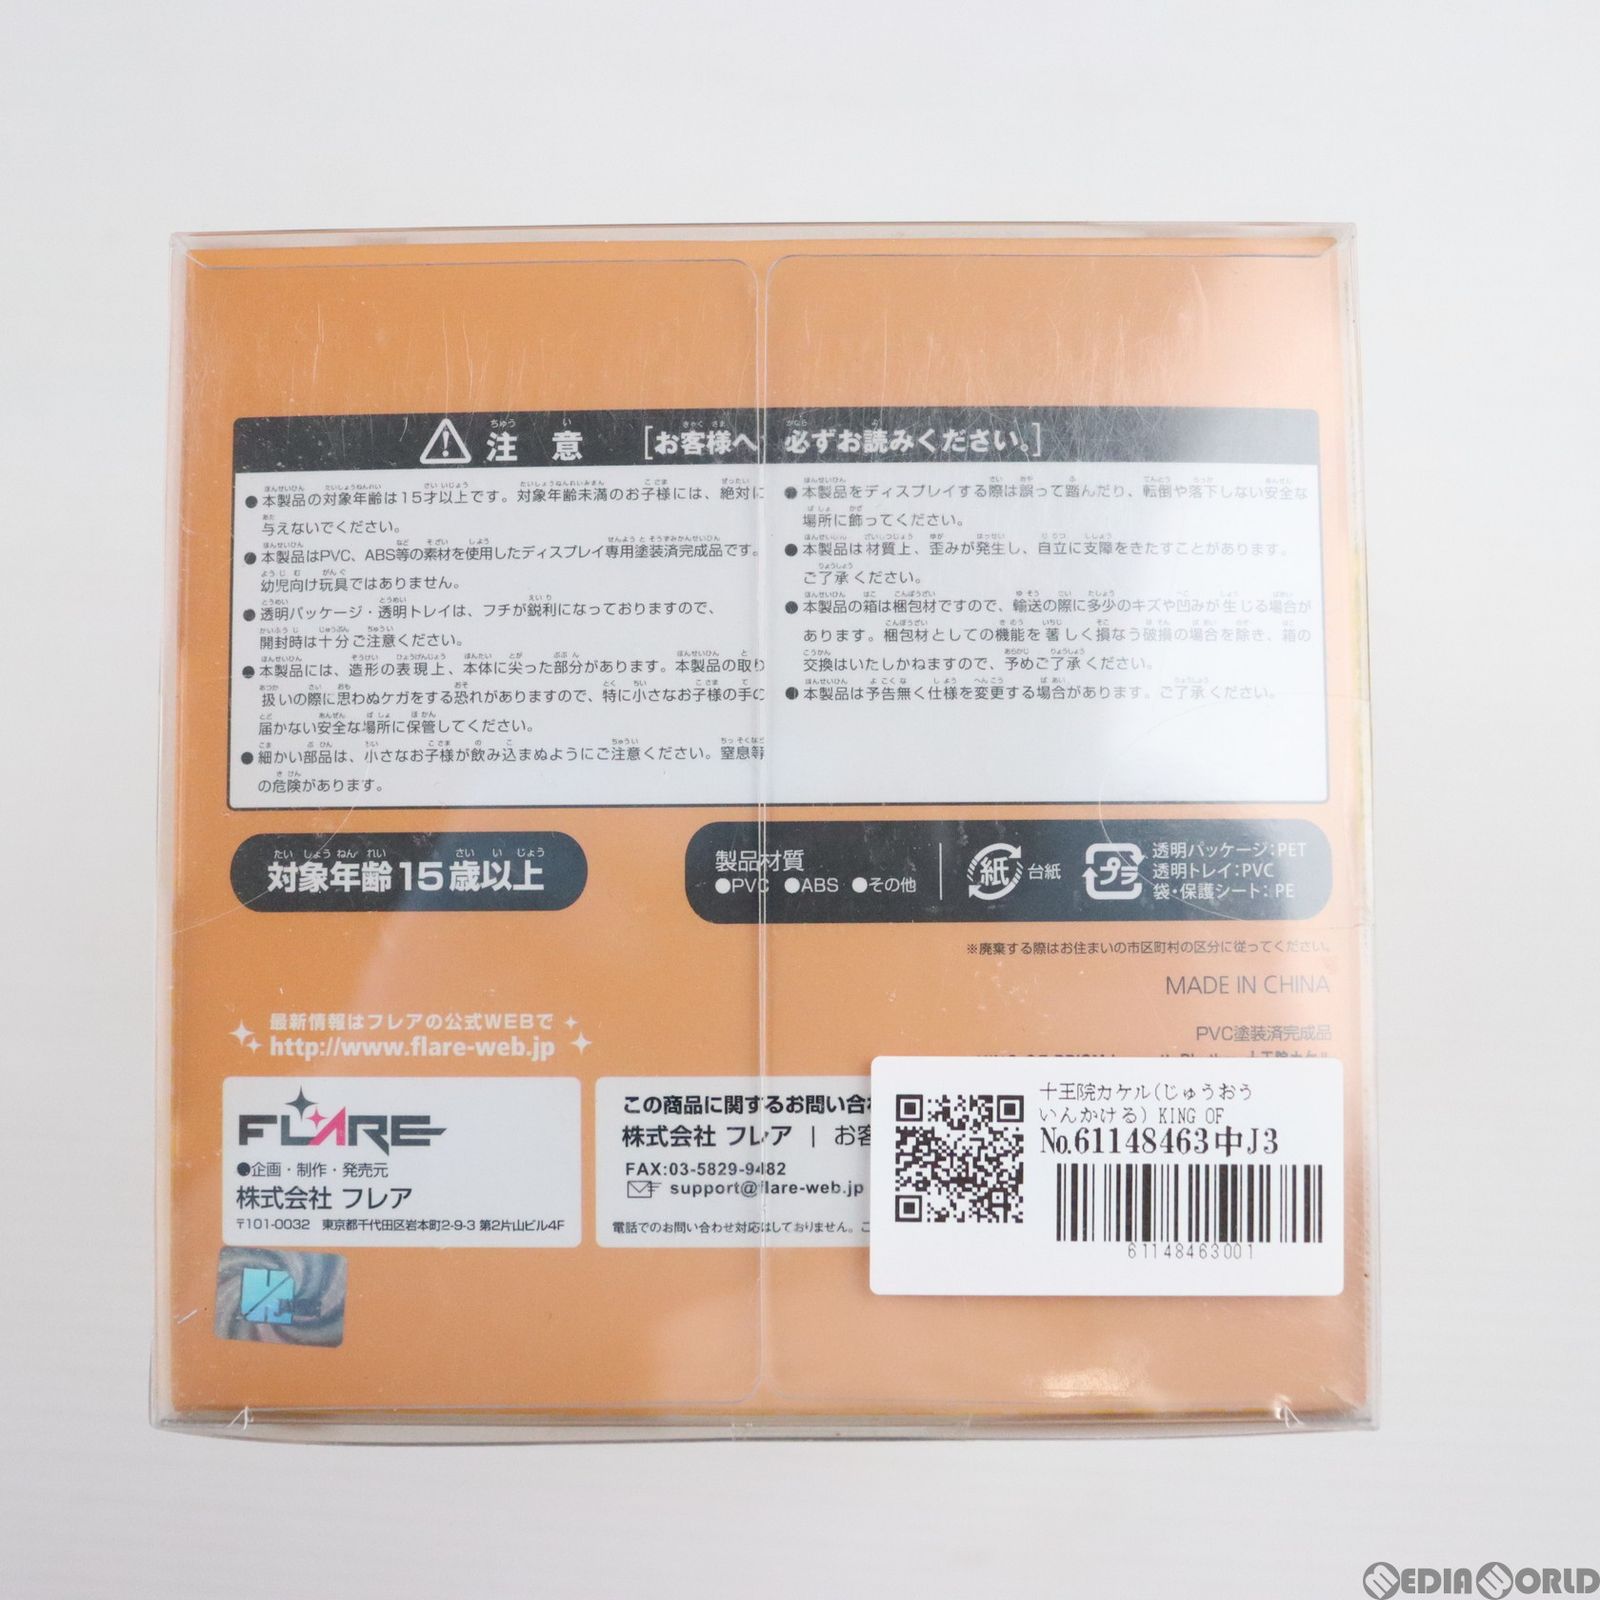 注意 [お客様へ 必ずお読みください。]
●本製品の対象年齢は15才以上です。対象年齢未満のお子様には、絶対に
与えないでください。
●本製品はPVC、ABS等の素材を使用したディスプレイ専用塗装済完成品です。
幼児向け玩具ではありません。
●透明パッケージ・透明トレイは、フチが鋭利になっておりますので、
開封時は十分ご注意ください。
●本製品には、造形の表現上、本体に尖った部分があります。本製品の取り
扱いの際に思わぬケガをする恐れがありますので、特に小さなお子様の手の
届かない安全な場所に保管してください。
●細かい部品は、小さなお子様が飲み込まぬようにご注意ください。窒息等
の危険があります。
●本製品をディスプレイする際は誤って踏んだり、転倒や落下しない安全な
場所に飾ってください。
●本製品は材質上、歪みが発生し、自立に支障をきたすことがあります。
ご了承ください。
●本製品の箱は梱包材ですので、輸送の際に多少のキズや凹みが生じる場合が
あります。梱包材としての機能を著しく損なう破損の場合を除き、箱の
交換はいたしかねますので、予めご了承ください。
●本製品は予告無く仕様を変更する場合があります。ご了承ください。
対象年齢15歳以上
製品材質
●PVC ●ABS ●その他
紙 台紙
プラ
透明パッケージ:PET
透明トレイ:PVC
袋・保護シート:PE
※廃棄する際はお住まいの市区町村の区分に従ってください。
MADE IN CHINA
PVC塗装済完成品
最新情報はフレアの公式WEBで
http://www.flare-web.jp
FLARE
●企画・制作・発売元
株式会社 フレア
〒101-0032 東京都千代田区岩本町2-9-3 第2片山ビル4F
この商品に関するお問い合
株式会社 フレア | お客
FAX:03-5829-9482
support@flare-web.jp
電話でのお問い合わせ対応はしておりません。
十王院カケル(じゅうおう
いんかける) KING OF
No.61148463中J3
61148463001
MEDIAWORLD